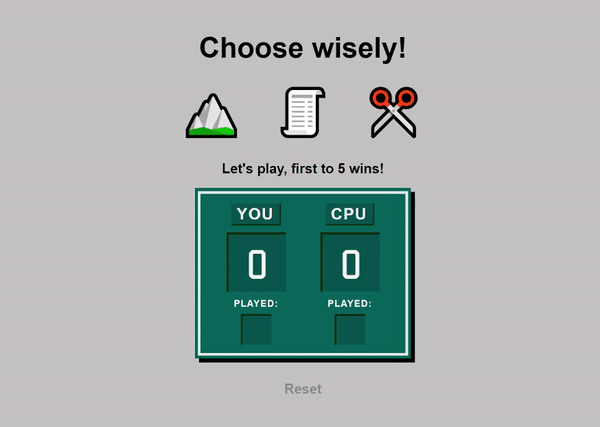 Choose wisely!
Let's play, first to 5 wins!
YOU CPU
0 0
PLAYED: PLAYED:
Reset